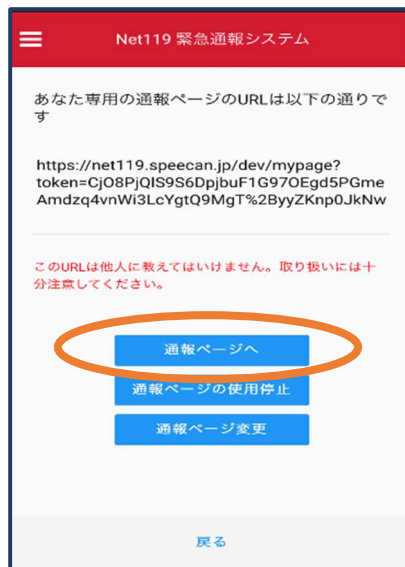 Net119 緊急通報システム
あなた専用の通報ページのURLは以下の通りで
す
https://net119.speecan.jp/dev/mypage?
token=CjO8PjQIS9S6DpjbuF1G97OEgd5PGme
Amdzq4vnWi3LcYgtQ9MgT%2ByyZKnp0JkNw
このURLは他人に教えてはいけません。取り扱いには十
分注意してください。
通報ページへ
通報ページの使用停止
通報ページ変更
戻る